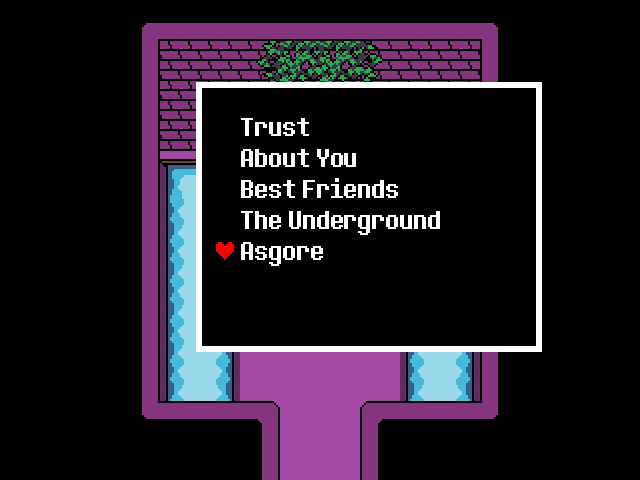 Trust
About You
Best Friends
The Underground
Asgore